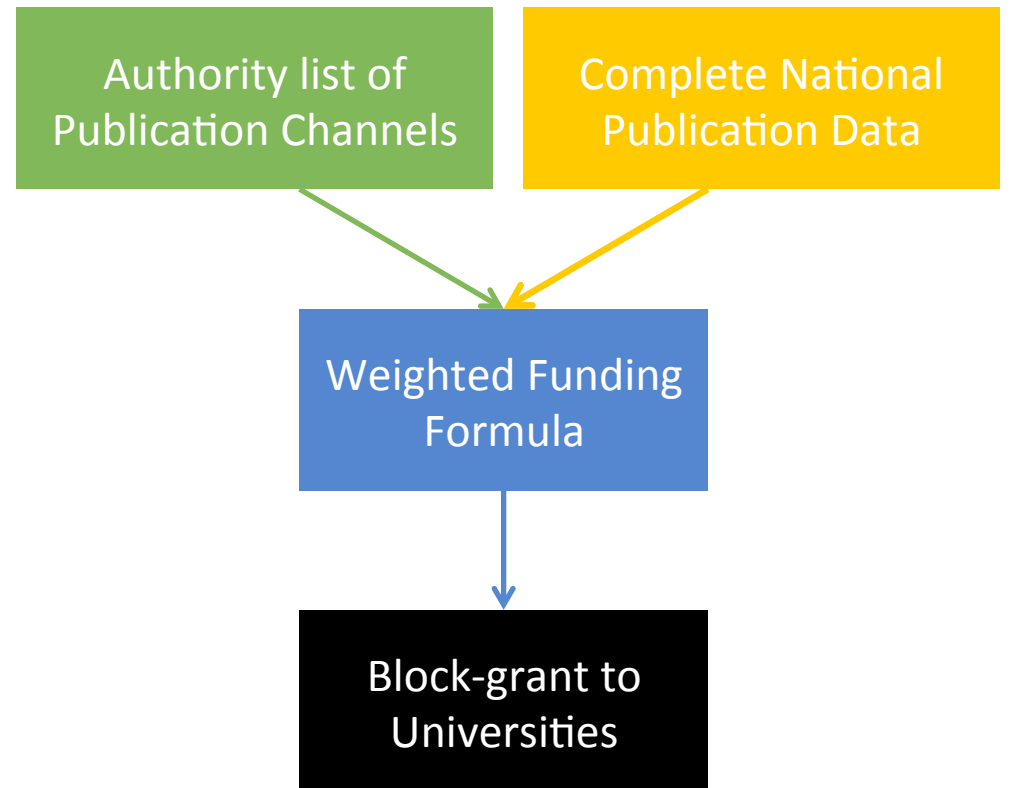 Authority list of
Publication Channels
Complete National
Publication Data
Weighted Funding
Formula
Block-grant to
Universities